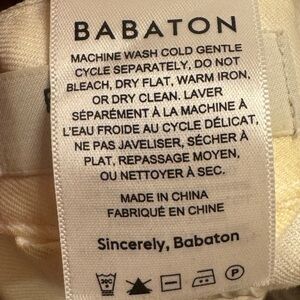 BABATON
MACHINE WASH COLD GENTLE
CYCLE SEPARATELY, DO NOT
BLEACH, DRY FLAT, WARM IRON,
OR DRY CLEAN. LAVER
SÉPARÉMENT À LA MACHINE À
L'EAU FROIDE AU CYCLE DÉLICAT,
NE PAS JAVELISER, SÉCHER À
PLAT, REPASSAGE MOYEN,
OU NETTOYER À SEC.
MADE IN CHINA
FABRIQUÉ EN CHINE
Sincerely, Babaton
P